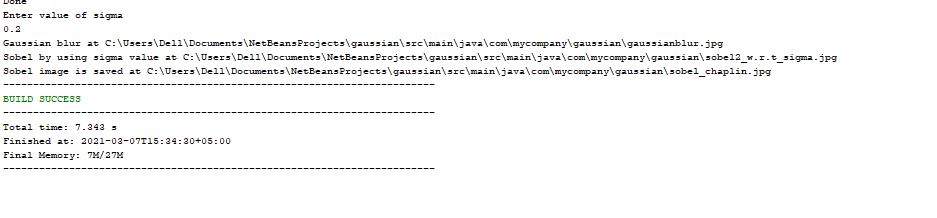 Done
Enter value of sigma
0.2
Gaussian blur at C:\Users\Dell\Documents\NetBeansProjects\gaussian\src\main\java\com\mycompany\gaussian\gaussianblur.jpg
Sobel by using sigma value at C:\Users\Dell\Documents\NetBeansProjects\gaussian\src\main\java\com\mycompany\gaussian\sobel2_w.r.t_sigma.jpg
Sobel image is saved at C:\Users\Dell\Documents\NetBeansProjects\gaussian\src\main\java\com\mycompany\gaussian\sobel_chaplin.jpg
------------------------------------------------------------------------
BUILD SUCCESS
------------------------------------------------------------------------
Total time: 7.343 s
Finished at: 2021-03-07T15:34:30+05:00
Final Memory: 7M/27M
------------------------------------------------------------------------